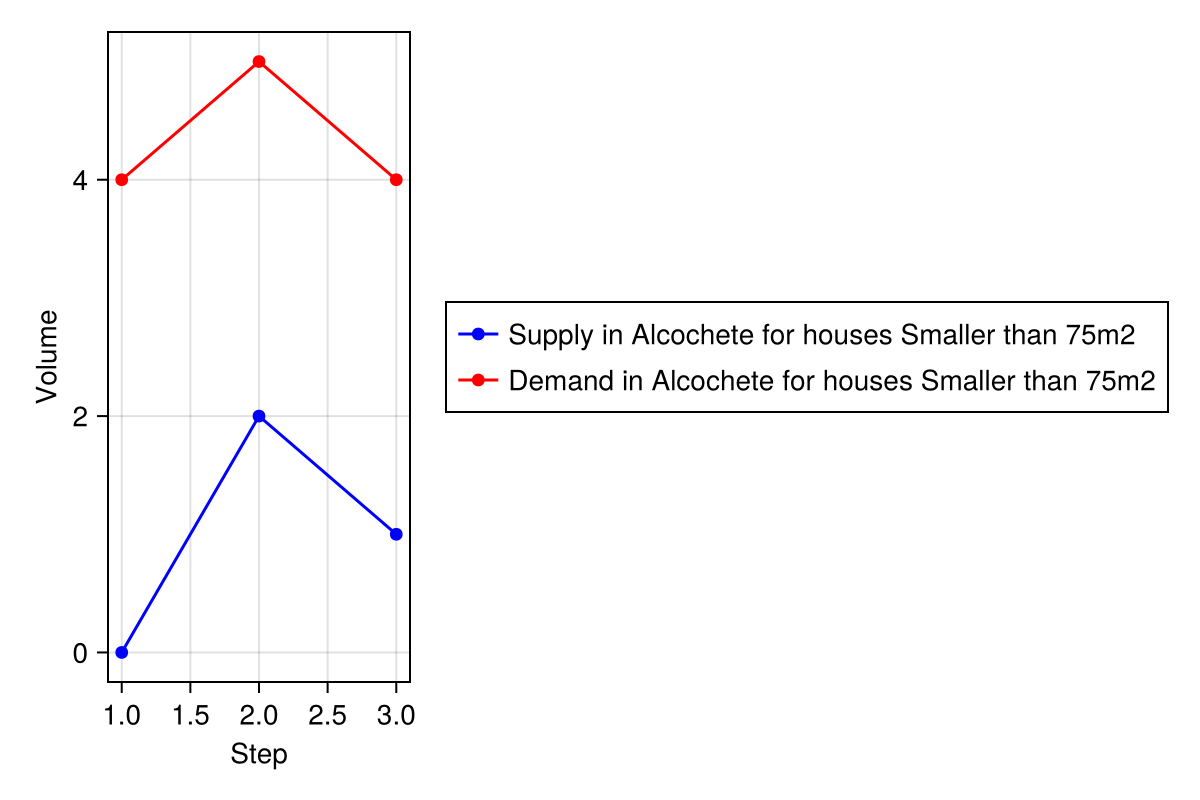 Volume
4
2
0
1.0 1.5 2.0 2.5 3.0
Step
Supply in Alcochete for houses Smaller than 75m2
Demand in Alcochete for houses Smaller than 75m2